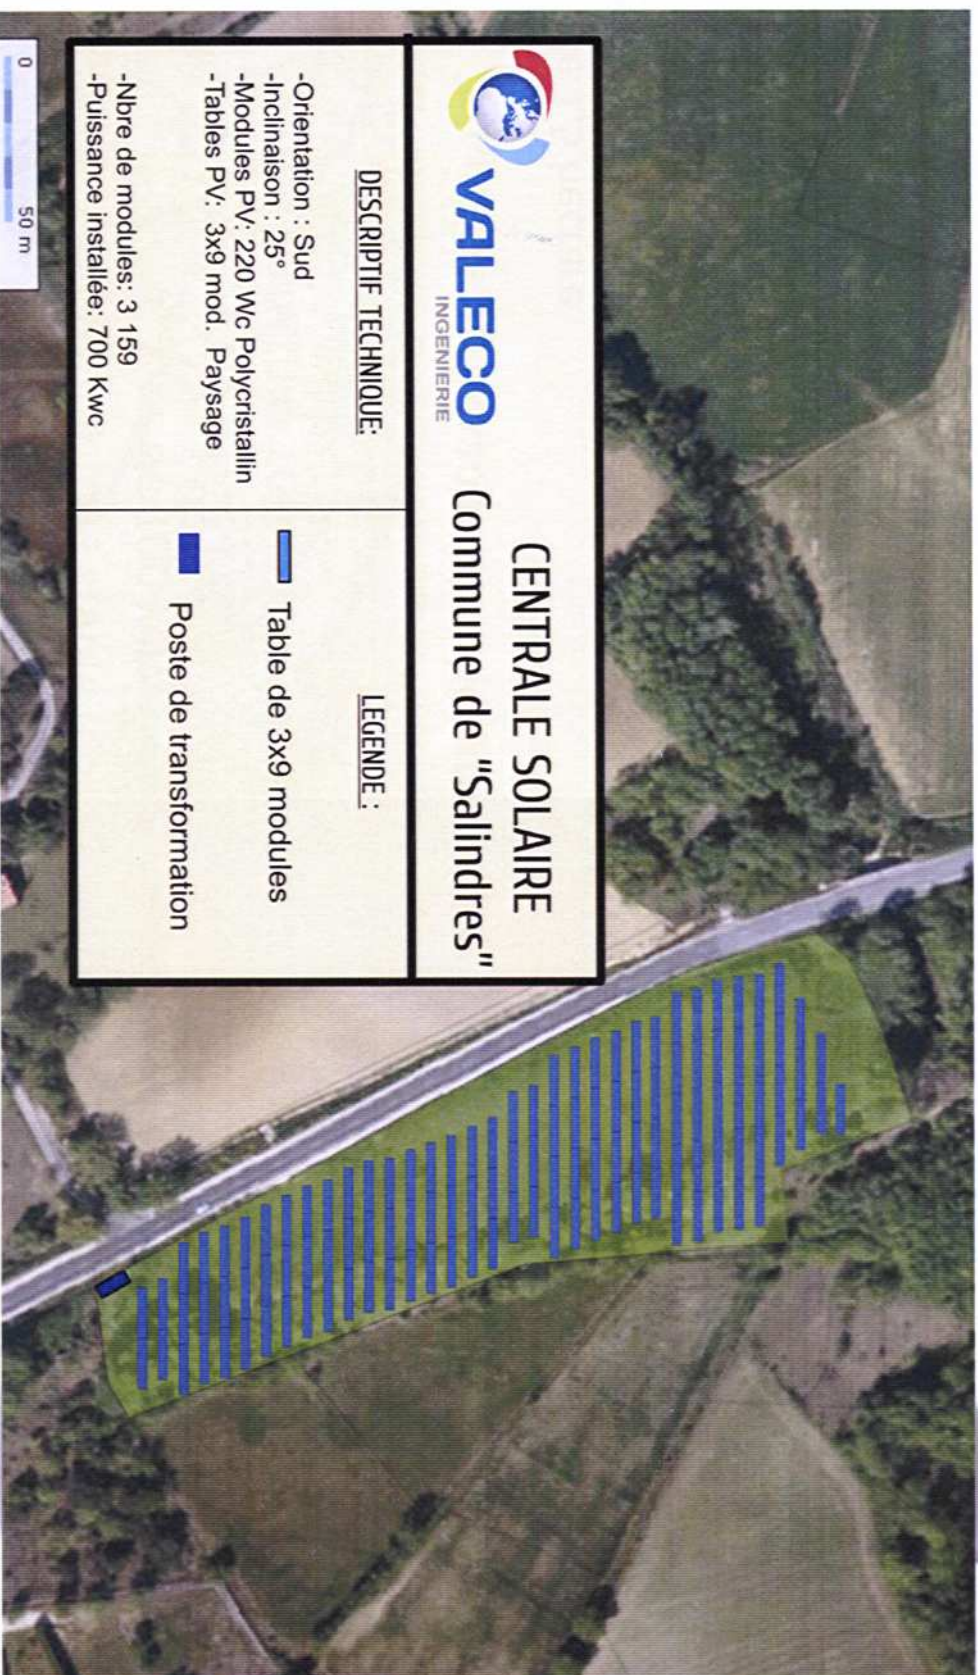 VALECO
INGENIERIE
CENTRALE SOLAIRE
Commune de "Salindres"
DESCRIPTIF TECHNIQUE:
-Orientation : Sud
-Inclinaison : 25°
-Modules PV: 220 Wc Polycristallin
-Tables PV: 3x9 mod. Paysage
-Nbre de modules: 3 159
-Puissance installée: 700 Kwc
LEGENDE :
Table de 3x9 modules
Poste de transformation
0 50 m